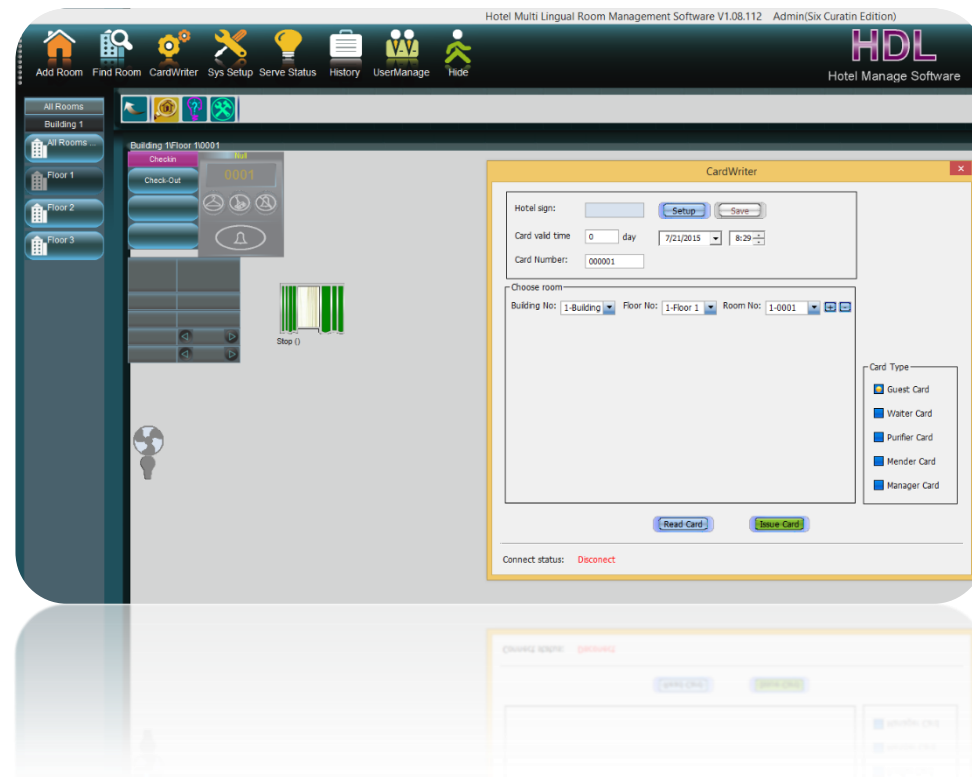 Hotel Multi Lingual Room Management Software V1.08.112 Admin(Six Curatin Edition)
Add Room Find Room CardWriter Sys Setup Serve Status History UserManage Hide
HDL
Hotel Manage Software
All Rooms
Building 1
All Rooms ...
Floor 1
Floor 2
Floor 3
Building 1\Floor 1\0001
Checkin
Check-Out
Null
0001
Stop ()
CardWriter
Hotel sign: Setup Save
Card valid time 0 day 7/21/2015 8:29
Card Number: 000001
Choose room
Building No: 1-Building Floor No: 1-Floor 1 Room No: 1-0001
Card Type
Guest Card
Waiter Card
Purifier Card
Mender Card
Manager Card
Read Card Issue Card
Connect status: Disconect